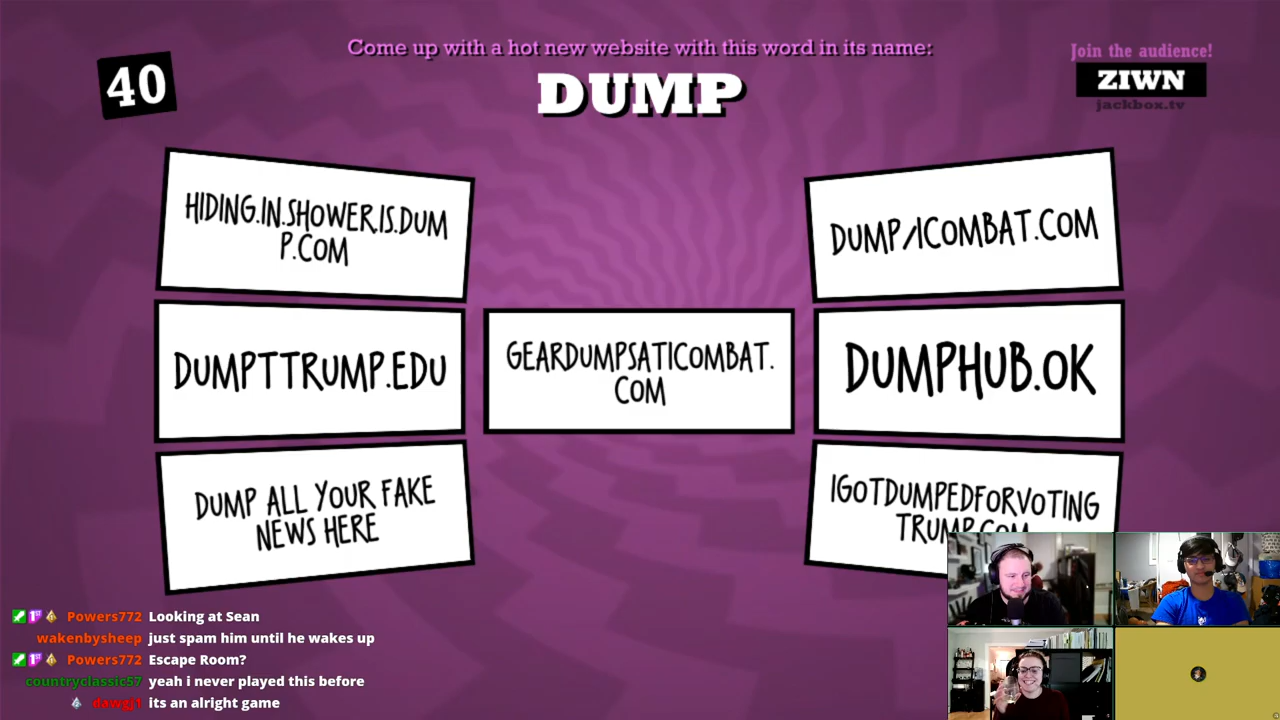 Come up with a hot new website with this word in its name:
DUMP
40
Join the audience!
ZIWN
jackbox.tv
HIDING.IN.SHOWER.IS.DUM
P.COM
DUMPTTRUMP.EDU
DUMP ALL YOUR FAKE
NEWS HERE
GEARDUMPSATICOMBAT.
COM
DUMP/ICOMBAT.COM
DUMPHUB.OK
IGOTDUMPEDFORVOTING
TRUMP.COM
Powers772 Looking at Sean
wakenbysheep just spam him until he wakes up
Powers772 Escape Room?
countryclassic57 yeah i never played this before
dawgj1 its an alright game